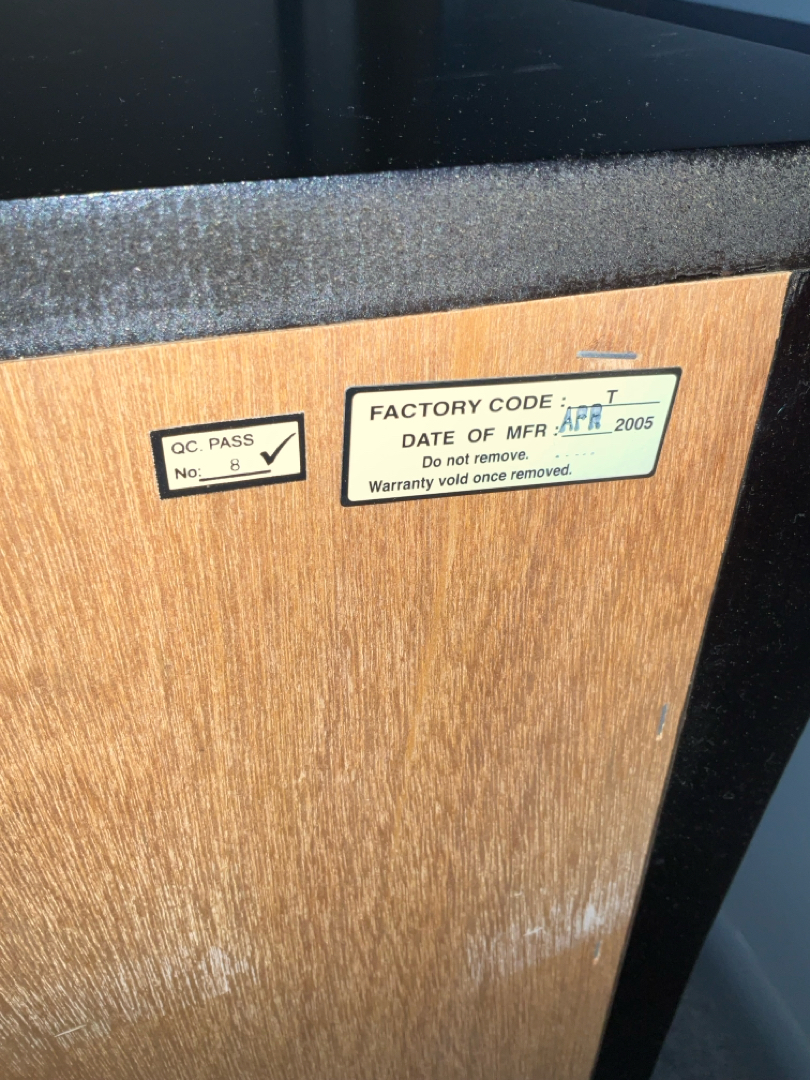 QC. PASS ✓
No: 8
FACTORY CODE : T
DATE OF MFR : APR 2005
Do not remove.
Warranty void once removed.